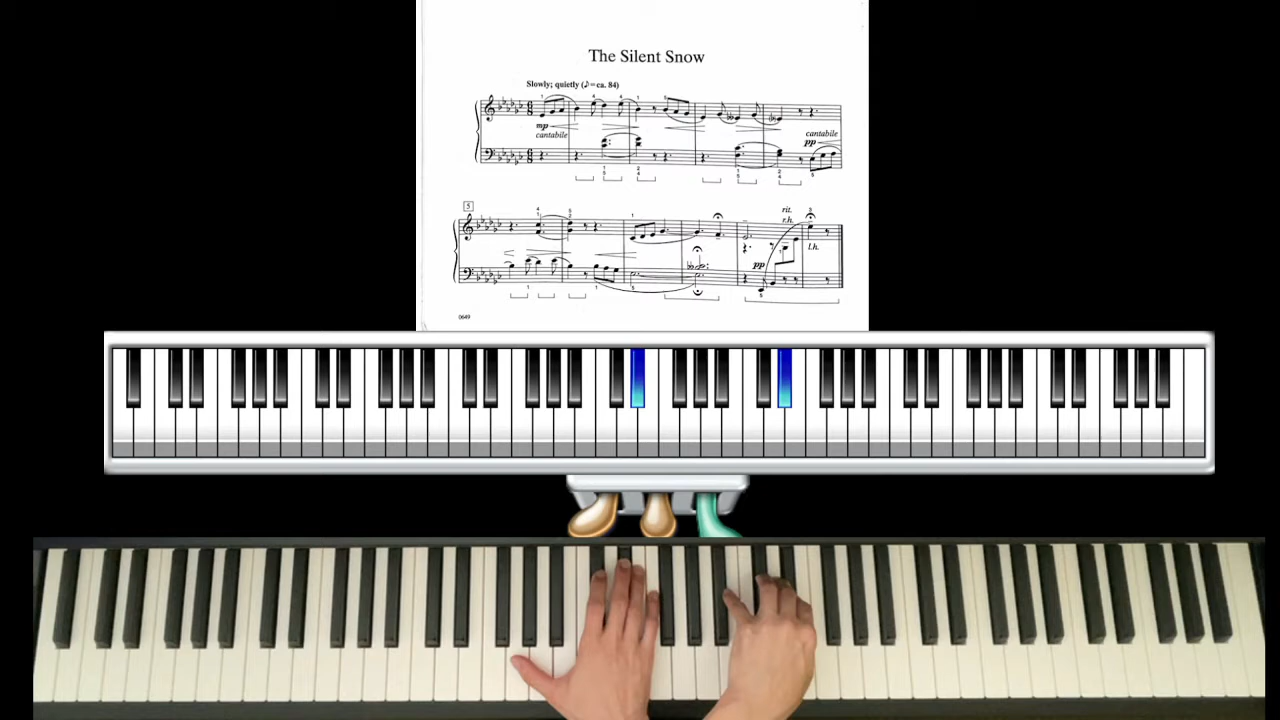 The Silent Snow
Slowly; quietly (♪=ca. 84)
mp
cantabile
cantabile
pp
5
rit.
r.h.
l.h.
pp
0649